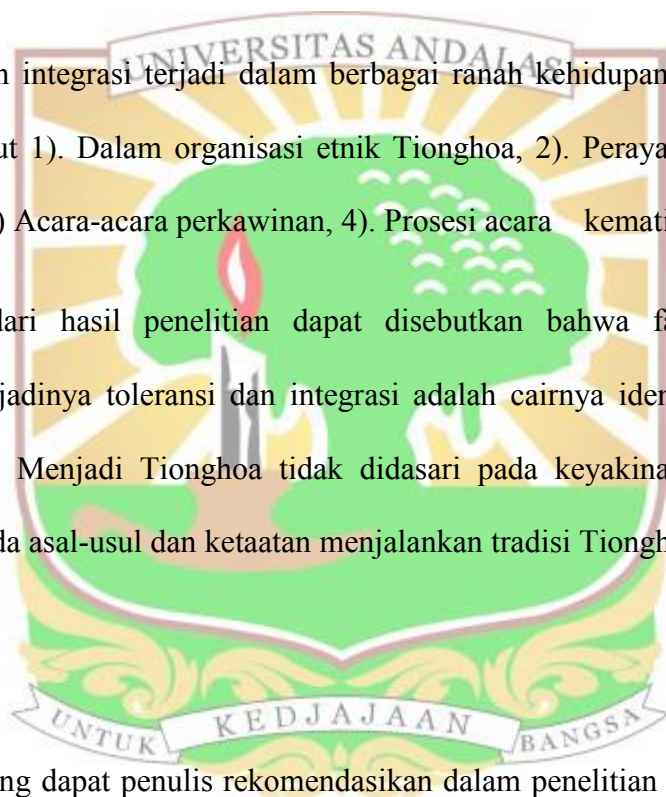 UNIVERSITAS ANDALAS
integrasi terjadi dalam berbagai ranah kehidupan
1). Dalam organisasi etnik Tionghoa, 2).
) Acara-acara perkawinan, 4). Prosesi acara kemati
dari hasil penelitian dapat disebutkan bahwa fa
jadinya toleransi dan integrasi adalah cairnya iden
Menjadi Tionghoa tidak didasari pada keyakina
da asal-usul dan ketaatan menjalankan tradisi Tiongh
UNTUK KEDJAJAAN BANGSA
ng dapat penulis rekomendasikan dalam penelitian